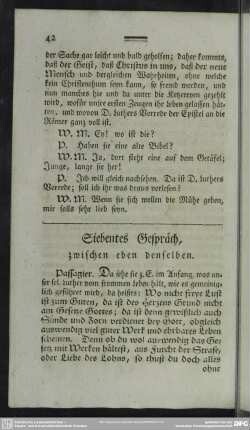 42
der Sache gar leicht und bald geholfen; daher kommts,
daß der Geist, daß Christus in uns, daß der neue
Mensch und dergleichen Wahrheiten, ohne welche
kein Christenthum seyn kann, so fremd werden, und
nun manches hie und da unter die Ketzereyen gezehlt
wird, wofür unsre ersten Zeugen ihr leben gelassen hät-
ten, und wovon D. luthers Vorrede der Epistel an die
Römer ganz voll ist.
W. M. Ey! wo ist die?
P. Haben sie eine alte Bibel?
W. M. Ja, dort steht eine auf dem Getäfel;
Junge, lange sie her!
P. Ich will gleich nachsehen. Da ist D. luthers
Vorrede; soll ich ihr was draus vorlesen?
W. M. Wenn sie sich wollen die Mühe geben,
mir solls sehr lieb seyn.
Siebentes Gespräch,
zwischen eben denselben.
Passagier. Da sehe sie z. E. im Anfang, was un-
ser sel. luther vom frommen leben hält, wie es gemeinig-
lich geführet wird, da heists: Wo nicht freye Lust
ist zum Guten, da ist des Herzens Grund nicht
am Gesetze Gottes; da ist denn gewißlich auch
Sünde und Zorn verdienet bey Gott, obgleich
auswendig viel guter Werk und ehrbares Leben
scheinen. Denn ob du wol auswendig das Ge-
setz mit Werken hältest, aus Furcht der Strafe,
oder Liebe des Lohns, so thust du doch alles
ohne